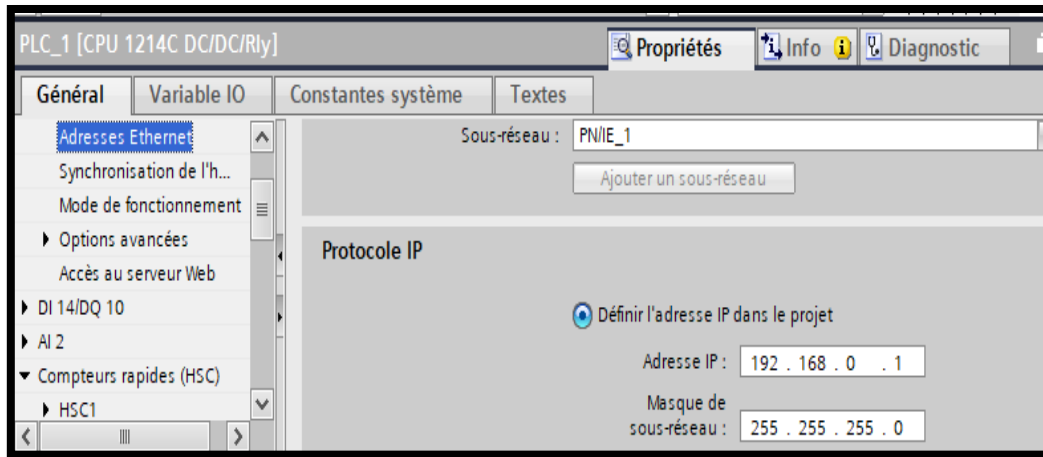 PLC_1 [CPU 1214C DC/DC/Rly]
Propriétés
Info
Diagnostic
Général
Variable IO
Constantes système
Textes
Adresses Ethernet
Synchronisation de l'h...
Mode de fonctionnement
Options avancées
Accès au serveur Web
DI 14/DQ 10
AI 2
Compteurs rapides (HSC)
HSC1
Sous-réseau : PN/IE_1
Ajouter un sous-réseau
Protocole IP
Définir l'adresse IP dans le projet
Adresse IP : 192 . 168 . 0 . 1
Masque de
sous-réseau : 255 . 255 . 255 . 0